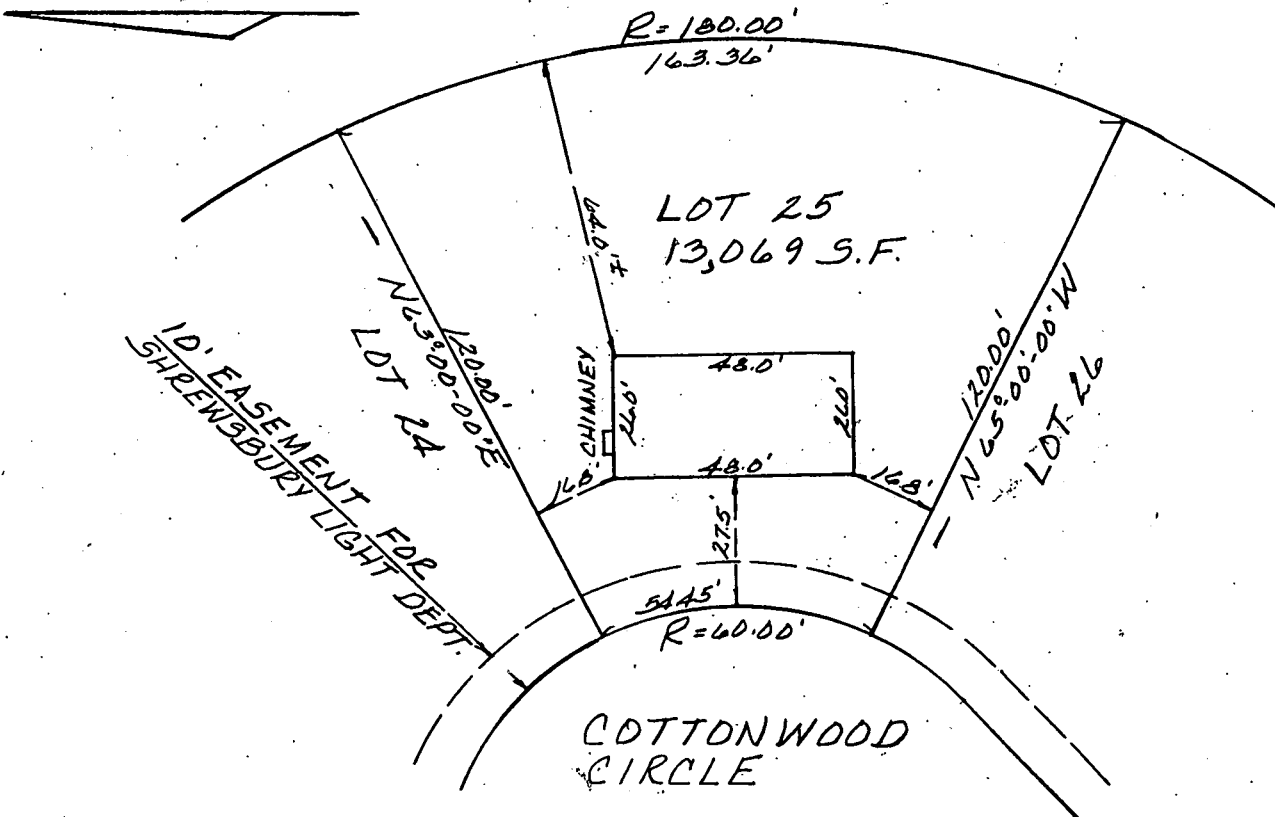 R=180.00'
163.36'
LOT 25
13,069 S.F.
64.0'±
N63°-00-00"E
120.00'
LOT 24
120.00'
N65°-00'-00"W
LOT 26
48.0'
26.0'
26.0'
CHIMNEY
48.0'
16.8'
16.8'
27.5'
10' EASEMENT FOR
SHREWSBURY LIGHT DEPT.
54.45'
R=60.00'
COTTONWOOD
CIRCLE